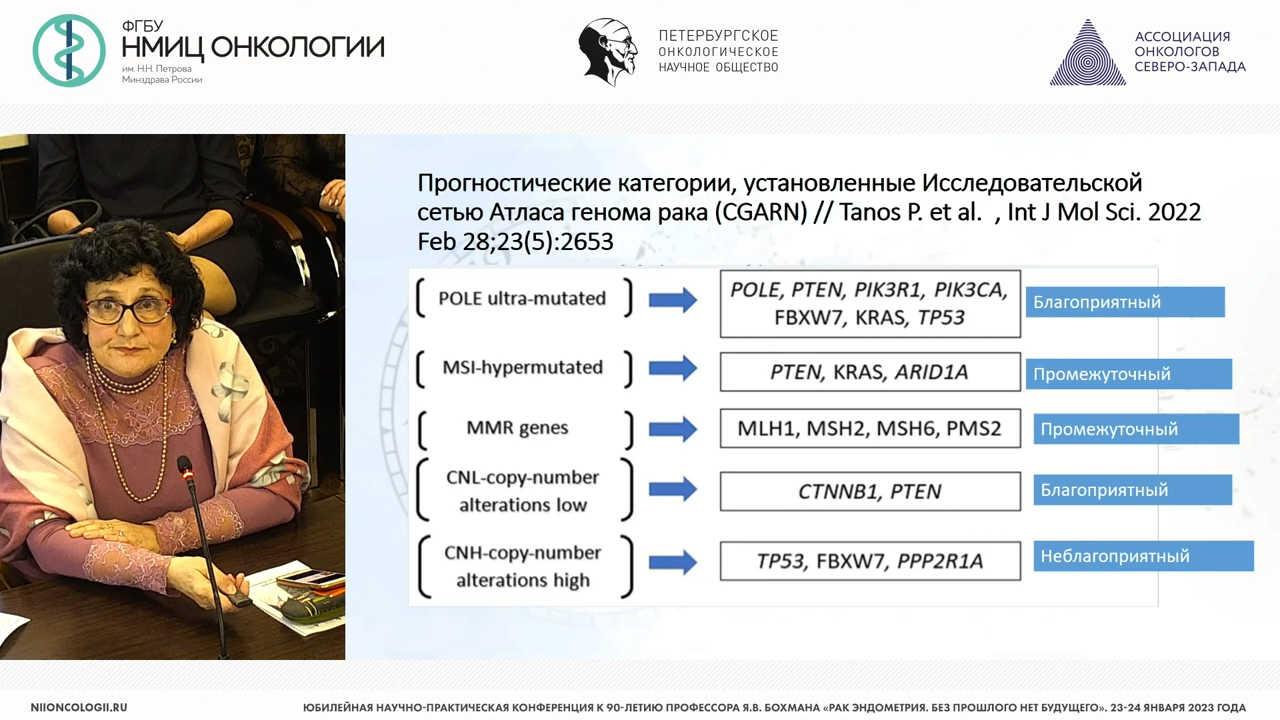 ФГБУ
НМИЦ ОНКОЛОГИИ
им. Н.Н. Петрова
Минздрава России
ПЕТЕРБУРГСКОЕ
ОНКОЛОГИЧЕСКОЕ
НАУЧНОЕ ОБЩЕСТВО
АССОЦИАЦИЯ
ОНКОЛОГОВ
СЕВЕРО-ЗАПАДА
Прогностические категории, установленные Исследовательской
сетью Атласа генома рака (CGARN) // Tanos P. et al. , Int J Mol Sci. 2022
Feb 28;23(5):2653
POLE ultra-mutated
POLE, PTEN, PIK3R1, PIK3CA,
FBXW7, KRAS, TP53
Благоприятный
MSI-hypermutated
PTEN, KRAS, ARID1A
Промежуточный
MMR genes
MLH1, MSH2, MSH6, PMS2
Промежуточный
CNL-copy-number
alterations low
CTNNB1, PTEN
Благоприятный
CNH-copy-number
alterations high
TP53, FBXW7, PPP2R1A
Неблагоприятный
NIIONCOLOGII.RU
ЮБИЛЕЙНАЯ НАУЧНО-ПРАКТИЧЕСКАЯ КОНФЕРЕНЦИЯ К 90-ЛЕТИЮ ПРОФЕССОРА Я.В. БОХМАНА «РАК ЭНДОМЕТРИЯ. БЕЗ ПРОШЛОГО НЕТ БУДУЩЕГО». 23-24 ЯНВАРЯ 2023 ГОДА